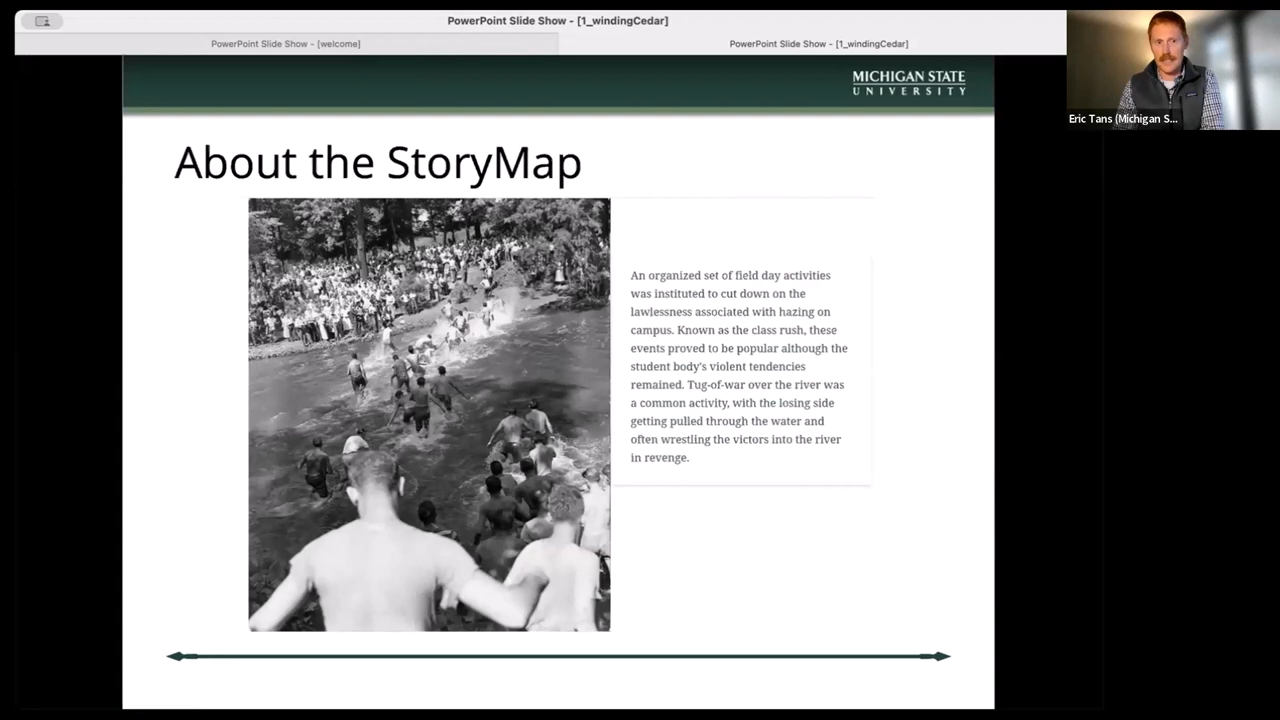 PowerPoint Slide Show - [1_windingCedar]
PowerPoint Slide Show - [welcome]
PowerPoint Slide Show - [1_windingCedar]
MICHIGAN STATE
UNIVERSITY
Eric Tans (Michigan S...
About the StoryMap
An organized set of field day activities
was instituted to cut down on the
lawlessness associated with hazing on
campus. Known as the class rush, these
events proved to be popular although the
student body's violent tendencies
remained. Tug-of-war over the river was
a common activity, with the losing side
getting pulled through the water and
often wrestling the victors into the river
in revenge.